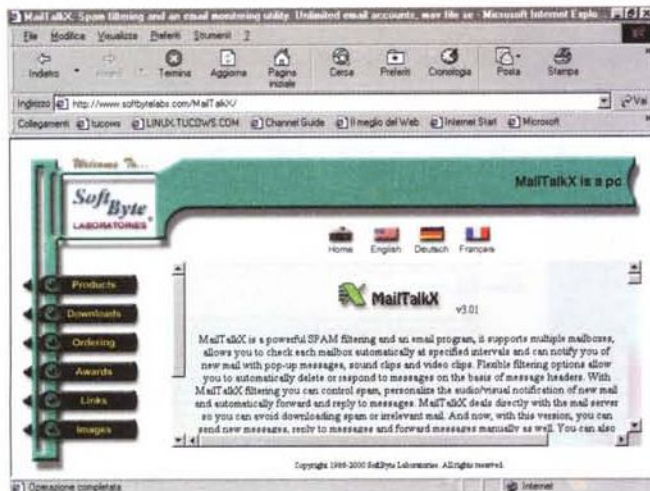 MailTalkX: Spam filtering and an email monitoring utility. Unlimited email accounts, wav file se - Microsoft Internet Explo...
File Modifica Visualizza Preferiti Strumenti ?
Indietro Avanti Termina Aggiorna Pagina iniziale Cerca Preferiti Cronologia Posta Stampa
Indirizzo http://www.softbytelabs.com/MailTalkX/ Vai
Collegamenti tucows LINUX.TUCOWS.COM Channel Guide Il meglio del Web Internet Start Microsoft
Welcome To...
Soft Byte
LABORATORIES
MailTalkX is a po
Home English Deutsch Français
Products
Downloads
Ordering
Awards
Links
Images
MailTalkX v3.01
MailTalkX is a powerful SPAM filtering and an email program, it supports multiple mailboxes,
allows you to check each mailbox automatically at specified intervals and can notify you of
new mail with pop-up messages, sound clips and video clips. Flexible filtering options allow
you to automatically delete or respond to messages on the basis of message headers. With
MailTalkX filtering you can control spam, personalize the audio/visual notification of new mail
and automatically forward and reply to messages. MailTalkX deals directly with the mail server
so you can avoid downloading spam or irrelevant mail. And now, with this version, you can
send new messages, reply to messages and forward messages manually as well. You can also
Copyright 1996-2000 SoftByte Laboratories. All rights reserved.
Operazione completata Internet